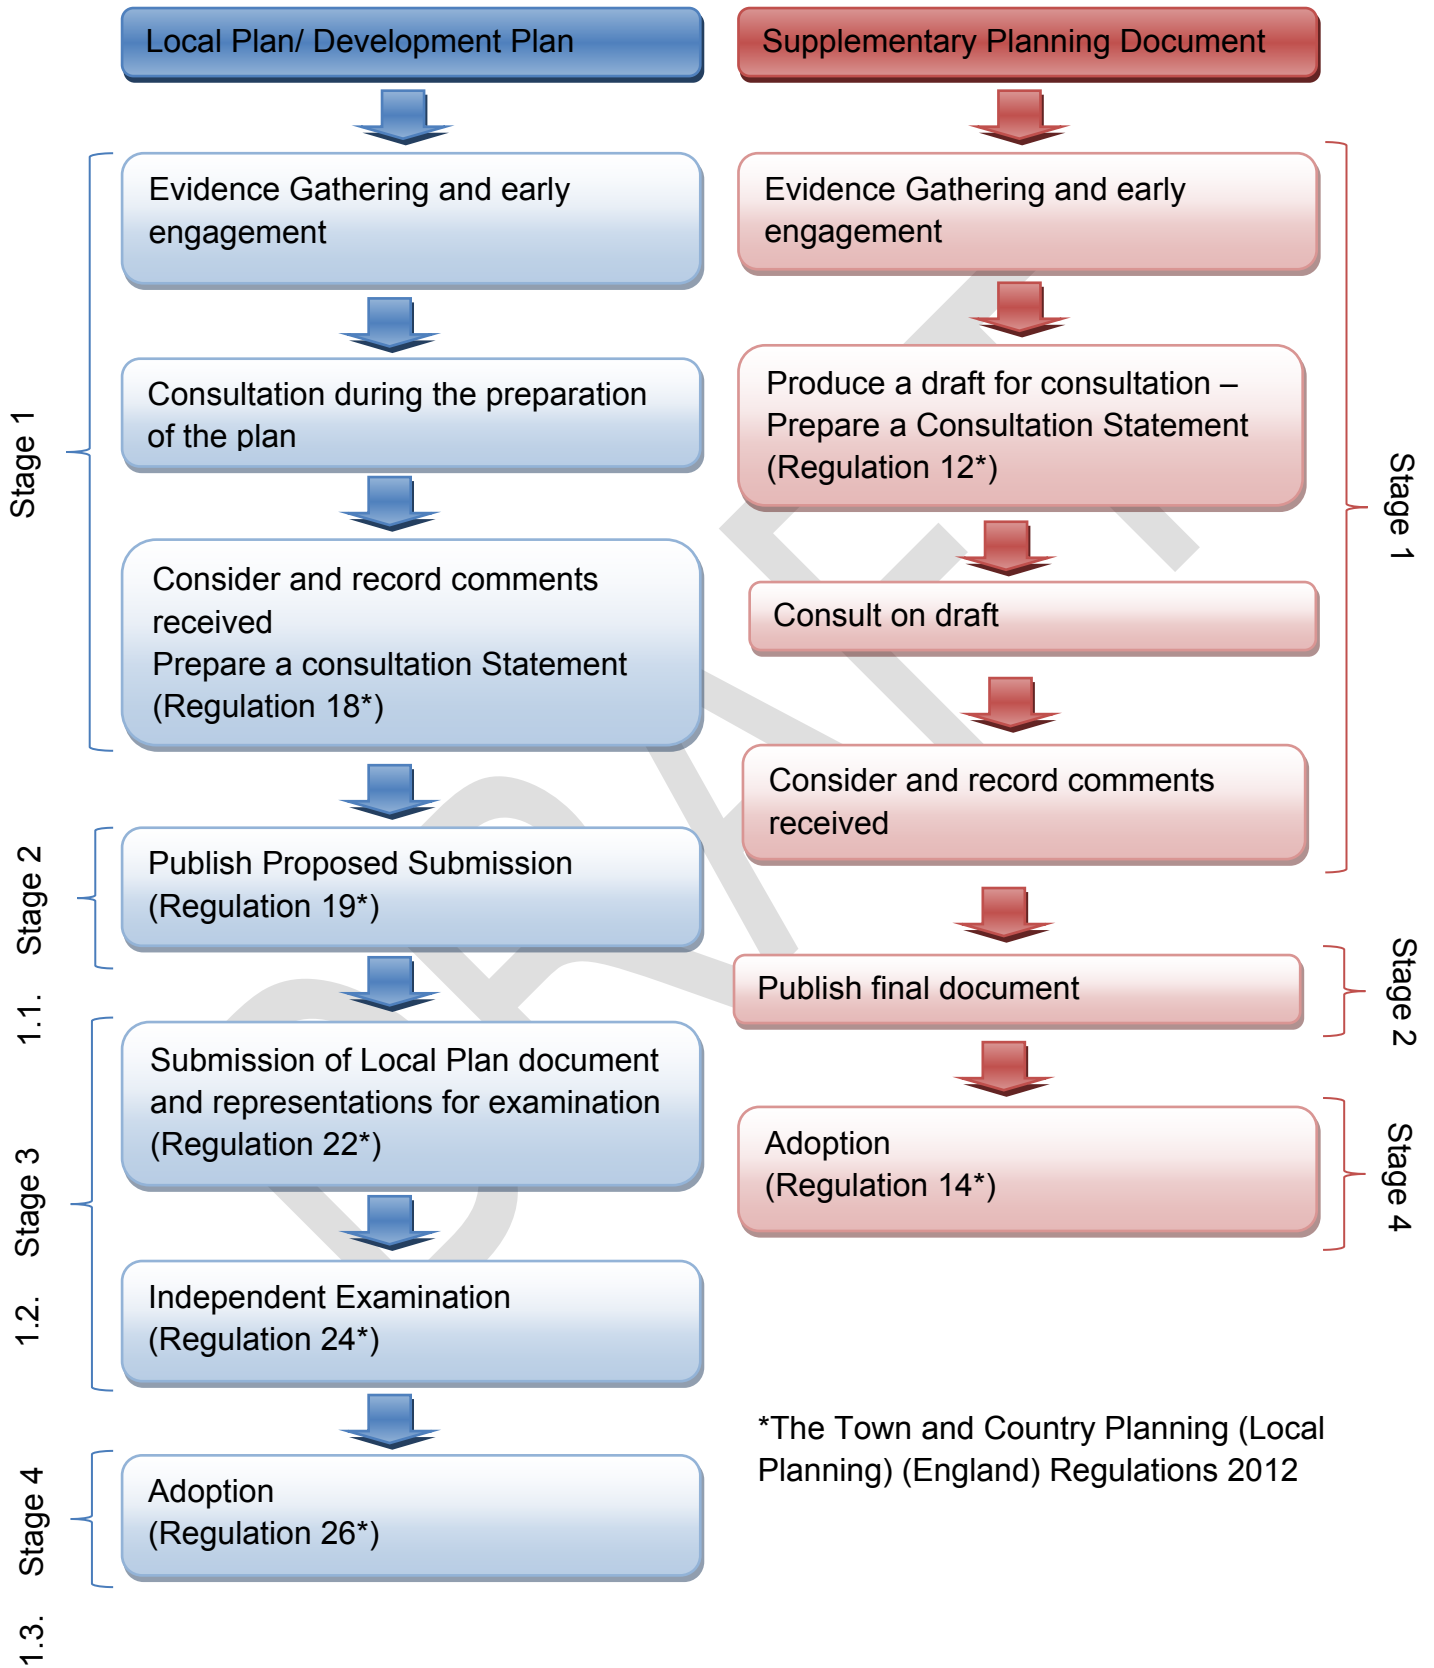 Local Plan/ Development Plan
Evidence Gathering and early
engagement
Consultation during the preparation
of the plan
Consider and record comments
received
Prepare a consultation Statement
(Regulation 18*)
Stage 1
Publish Proposed Submission
(Regulation 19*)
1.1. Stage 2
Submission of Local Plan document
and representations for examination
(Regulation 22*)
Independent Examination
(Regulation 24*)
1.2. Stage 3
Adoption
(Regulation 26*)
1.3. Stage 4
Supplementary Planning Document
Evidence Gathering and early
engagement
Produce a draft for consultation –
Prepare a Consultation Statement
(Regulation 12*)
Consult on draft
Consider and record comments
received
Stage 1
Publish final document
Stage 2
Adoption
(Regulation 14*)
Stage 4
*The Town and Country Planning (Local
Planning) (England) Regulations 2012
DRAFT